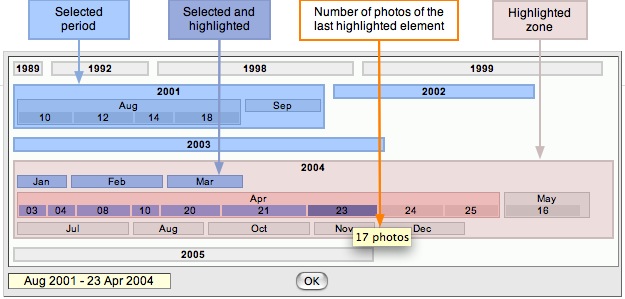 Selected period
Selected and highlighted
Number of photos of the last highlighted element
Highlighted zone
1989 1992 1998 1999
2001 2002
Aug Sep
10 12 14 18
2003
2004
Jan Feb Mar
Apr May
03 04 08 10 20 21 23 24 25 16
Jul Aug Oct Nov Dec
17 photos
2005
Aug 2001 - 23 Apr 2004 OK